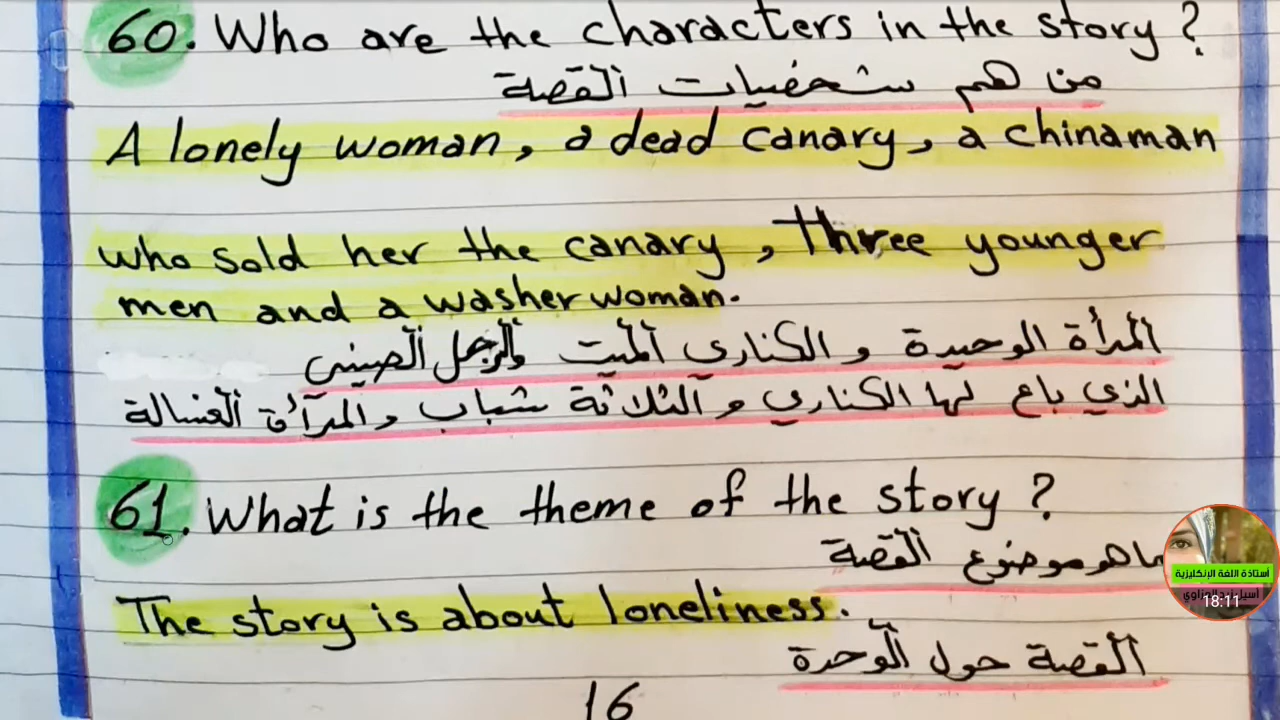 60. Who are the characters in the story ?
من هم شخصيات القصة
A lonely woman, a dead canary, a chinaman
who sold her the canary, Three younger
men and a washer woman.
المرأة الوحيدة و الكناري الميت والرجل الصيني
الذي باع لها الكناري و الثلاثة شباب والمرأة الغسالة
61. What is the theme of the story ?
ما هو موضوع القصة
The story is about loneliness.
القصة حول الوحدة
16
أستاذة اللغة الإنكليزية
18:11